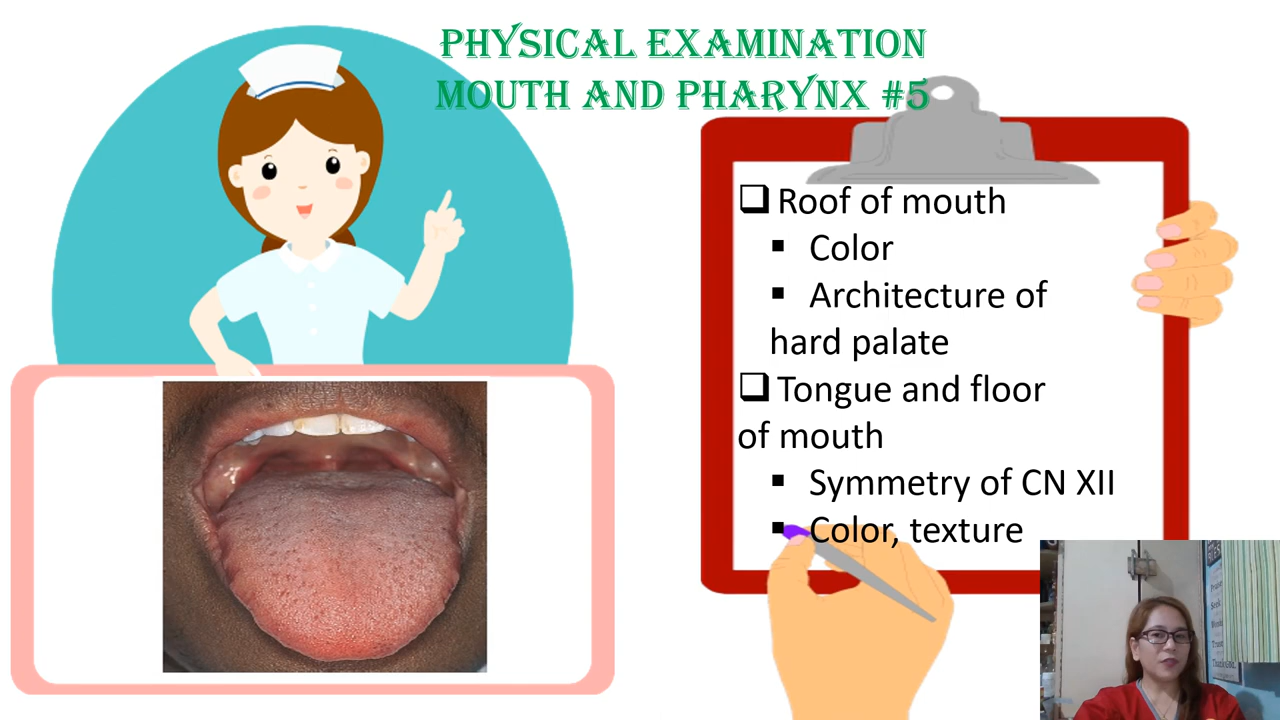 PHYSICAL EXAMINATION
MOUTH AND PHARYNX #5
❑ Roof of mouth
▪ Color
▪ Architecture of
hard palate
❑ Tongue and floor
of mouth
▪ Symmetry of CN XII
▪ Color, texture